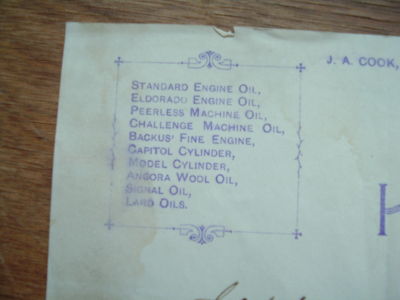 J. A. COOK,
STANDARD ENGINE OIL,
ELDORADO ENGINE OIL,
PEERLESS MACHINE OIL,
CHALLENGE MACHINE OIL,
BACKUS' FINE ENGINE,
CAPITOL CYLINDER,
MODEL CYLINDER,
ANGORA WOOL OIL,
SIGNAL OIL,
LARD OILS.